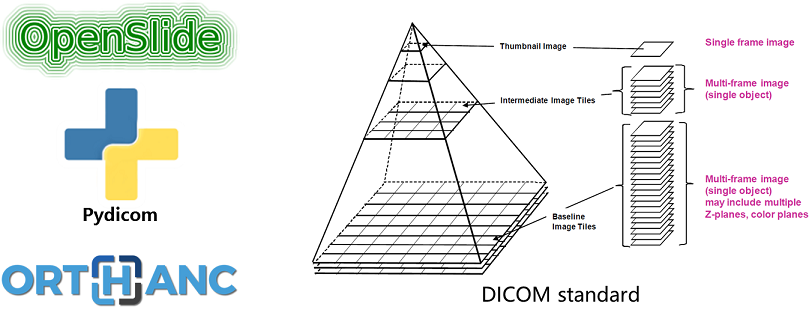 OpenSlide
Pydicom
ORTHANC
Thumbnail Image
Single frame image
Intermediate Image Tiles
Multi-frame image
(single object)
Baseline
Image Tiles
Multi-frame image
(single object)
may include multiple
Z-planes, color planes
DICOM standard